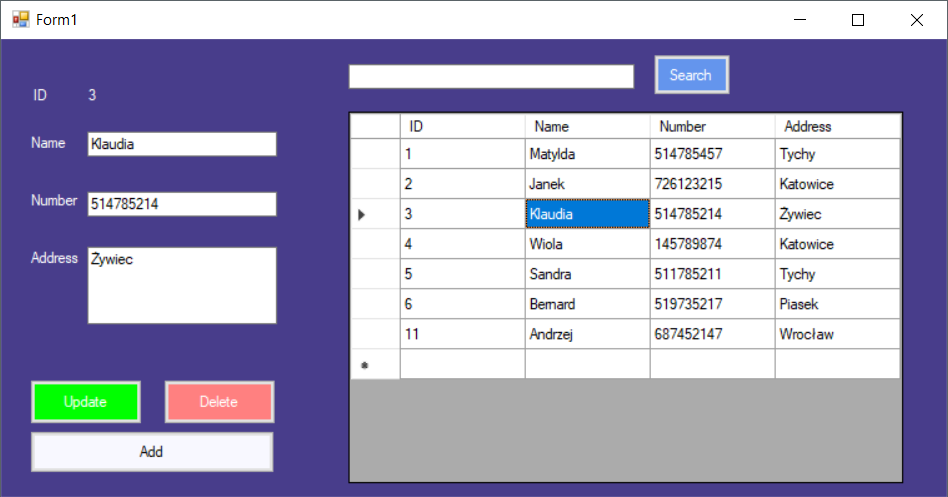 Form1
ID 3
Name Klaudia
Number 514785214
Address Żywiec
Update Delete
Add
Search
ID Name Number Address
1 Matylda 514785457 Tychy
2 Janek 726123215 Katowice
3 Klaudia 514785214 Żywiec
4 Wiola 145789874 Katowice
5 Sandra 511785211 Tychy
6 Bernard 519735217 Piasek
11 Andrzej 687452147 Wrocław